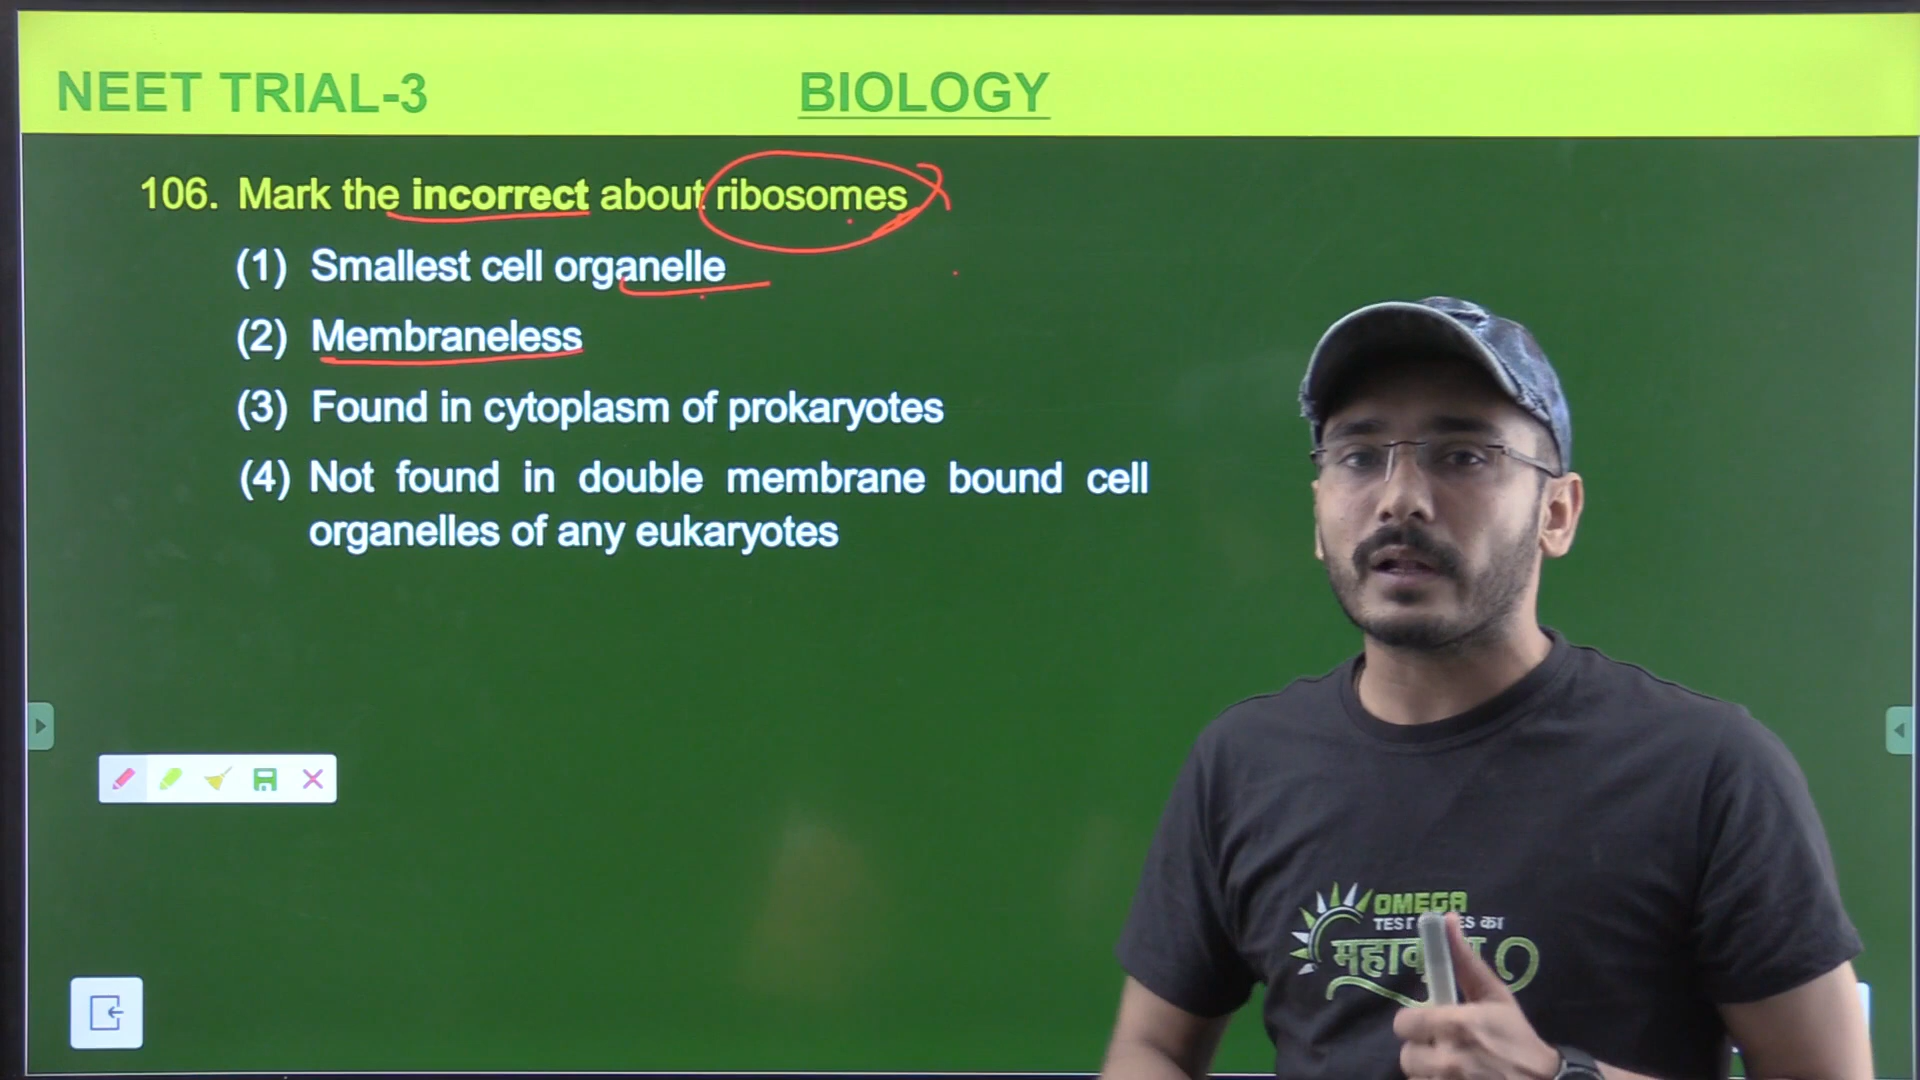 NEET TRIAL-3
BIOLOGY
106. Mark the incorrect about ribosomes
(1) Smallest cell organelle
(2) Membraneless
(3) Found in cytoplasm of prokaryotes
(4) Not found in double membrane bound cell
organelles of any eukaryotes
OMEGA
का